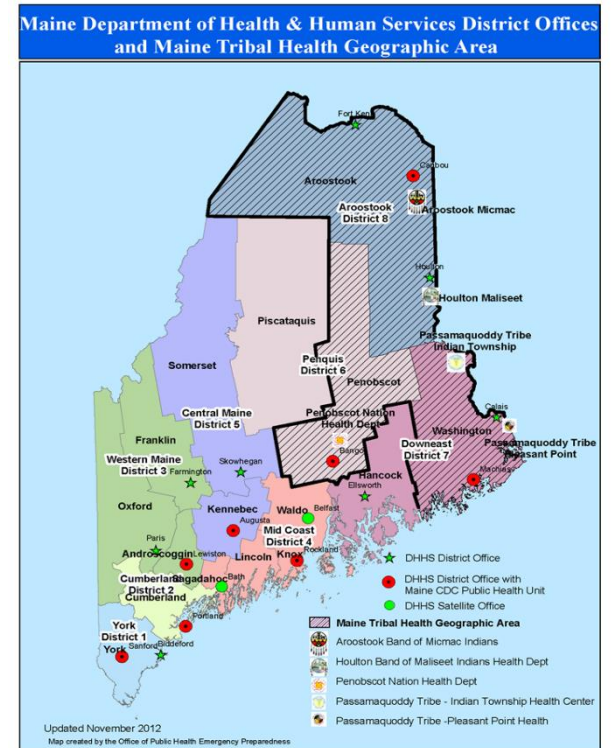 Maine Department of Health & Human Services District Offices
and Maine Tribal Health Geographic Area
Fort Kent
Caribou
Aroostook
Aroostook
District 8
Aroostook Micmac
Houlton
Houlton Maliseet
Piscataquis
Passamaquoddy Tribe
Indian Township
Somerset
Penquis
District 6
Penobscot
Central Maine
District 5
Penobscot Nation
Health Dept
Calais
Washington
Franklin
Downeast
District 7
Passamaquoddy Tribe
Pleasant Point
Western Maine
District 3
Skowhegan
Bangor
Farmington
Hancock
Machias
Ellsworth
Oxford
Kennebec
Waldo
Belfast
Augusta
Mid Coast
District 4
Paris
Androscoggin
Lewiston
Lincoln
Knox
Rockland
Cumberland
District 2
Sagadahoc
Bath
Cumberland
Portland
York
District 1
York
Sanford
Biddeford
DHHS District Office
DHHS District Office with
Maine CDC Public Health Unit
DHHS Satellite Office
Maine Tribal Health Geographic Area
Aroostook Band of Micmac Indians
Houlton Band of Maliseet Indians Health Dept
Penobscot Nation Health Dept
Passamaquoddy Tribe - Indian Township Health Center
Passamaquoddy Tribe -Pleasant Point Health
Updated November 2012
Map created by the Office of Public Health Emergency Preparedness